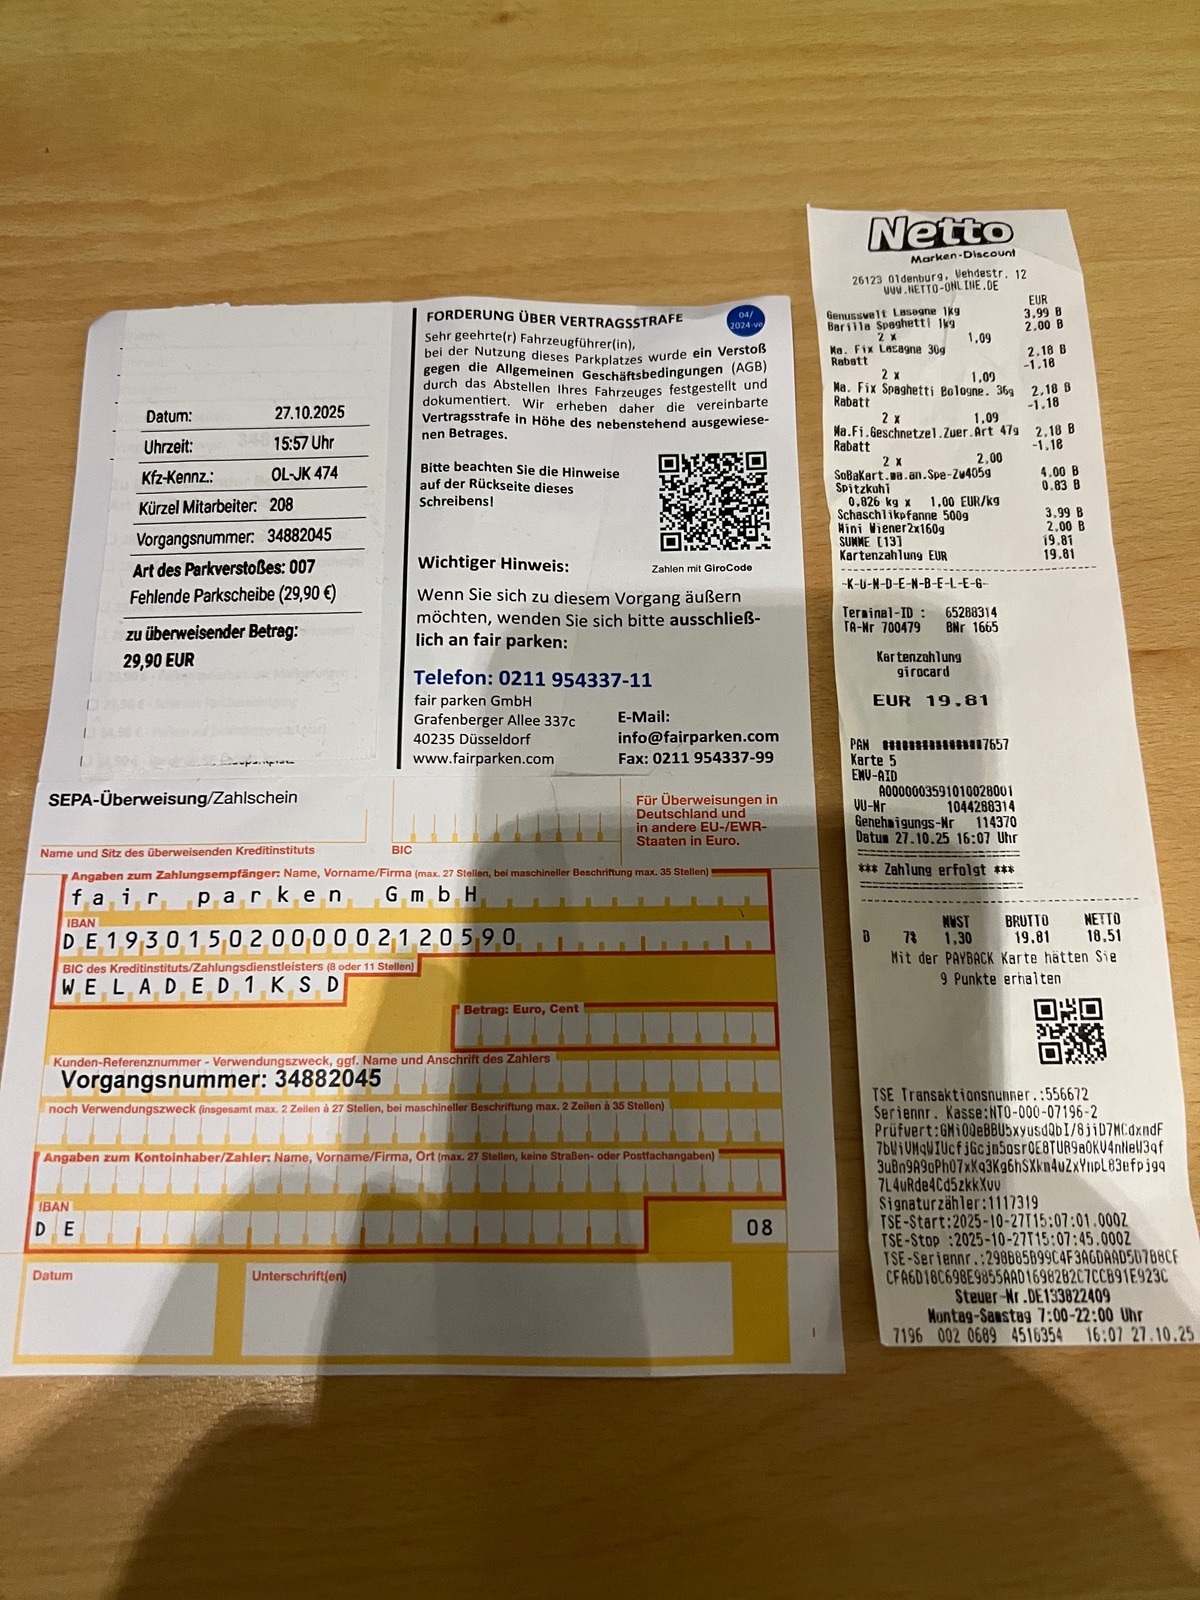 Datum: 27.10.2025
Uhrzeit: 15:57 Uhr
Kfz-Kennz.: OL-JK 474
Kürzel Mitarbeiter: 208
Vorgangsnummer: 34882045
Art des Parkverstoßes: 007
Fehlende Parkscheibe (29,90 €)
zu überweisender Betrag:
29,90 EUR
FORDERUNG ÜBER VERTRAGSSTRAFE
04/
2024-ve
Sehr geehrte(r) Fahrzeugführer(in),
bei der Nutzung dieses Parkplatzes wurde ein Verstoß
gegen die Allgemeinen Geschäftsbedingungen (AGB)
durch das Abstellen Ihres Fahrzeuges festgestellt und
dokumentiert. Wir erheben daher die vereinbarte
Vertragsstrafe in Höhe des nebenstehend ausgewiese-
nen Betrages.
Bitte beachten Sie die Hinweise
auf der Rückseite dieses
Schreibens!
Zahlen mit GiroCode
Wichtiger Hinweis:
Wenn Sie sich zu diesem Vorgang äußern
möchten, wenden Sie sich bitte ausschließ-
lich an fair parken:
Telefon: 0211 954337-11
fair parken GmbH
Grafenberger Allee 337c
40235 Düsseldorf
www.fairparken.com
E-Mail:
info@fairparken.com
Fax: 0211 954337-99
SEPA-Überweisung/Zahlschein
Name und Sitz des überweisenden Kreditinstituts
BIC
Für Überweisungen in
Deutschland und
in andere EU-/EWR-
Staaten in Euro.
Angaben zum Zahlungsempfänger: Name, Vorname/Firma (max. 27 Stellen, bei maschineller Beschriftung max. 35 Stellen)
fair parken GmbH
IBAN
DE19301502000002120590
BIC des Kreditinstituts/Zahlungsdienstleisters (8 oder 11 Stellen)
WELADED1KSD
Betrag: Euro, Cent
Kunden-Referenznummer - Verwendungszweck, ggf. Name und Anschrift des Zahlers
Vorgangsnummer: 34882045
noch Verwendungszweck (insgesamt max. 2 Zeilen à 27 Stellen, bei maschineller Beschriftung max. 2 Zeilen à 35 Stellen)
Angaben zum Kontoinhaber/Zahler: Name, Vorname/Firma, Ort (max. 27 Stellen, keine Straßen- oder Postfachangaben)
IBAN
DE
08
Datum
Unterschrift(en)
Netto
Marken-Discount
26123 Oldenburg, Wehdestr. 12
WWW.NETTO-ONLINE.DE
EUR
Genusswelt Lasagne 1kg 3,99 B
Barilla Spaghetti 1kg 2.00 B
2 x 1,09
Ma. Fix Lasagne 30g 2,18 B
Rabatt -1.18
2 x 1,09
Ma. Fix Spaghetti Bologne. 36g 2,18 B
Rabatt -1.18
2 x 1.09
Ma.Fi.Geschnetzel.Zuer.Art 47g 2,18 B
Rabatt -1,18
2 x 2,00
SoBaKart.ma.an.Spe-Zw405g 4,00 B
Spitzkohl 0,83 B
0,826 kg x 1,00 EUR/kg
Schaschlikpfanne 500g 3,99 B
Mini Wiener2x160g 2,00 B
SUMME [13] 19.81
Kartenzahlung EUR 19.81
-K-U-N-D-E-N-B-E-L-E-G-
Terminal-ID : 65288314
TA-Nr 700479 BNr 1665
Kartenzahlung
girocard
EUR 19,81
PAN ###############7657
Karte 5
EMV-AID
A0000003591010028001
VU-Nr 1044288314
Genehmigungs-Nr 114370
Datum 27.10.25 16:07 Uhr
*** Zahlung erfolgt ***
MWST BRUTTO NETTO
B 7% 1,30 19,81 18,51
Mit der PAYBACK Karte hätten Sie
9 Punkte erhalten
TSE Transaktionsnummer.:556672
Seriennr. Kasse:NTO-000-07196-2
Signaturzähler:1117319
TSE-Start:2025-10-27T15:07:01.000Z
TSE-Stop :2025-10-27T15:07:45.000Z
Steuer-Nr.DE133822409
Montag-Samstag 7:00-22:00 Uhr
7196 002 0689 4516354 16:07 27.10.25